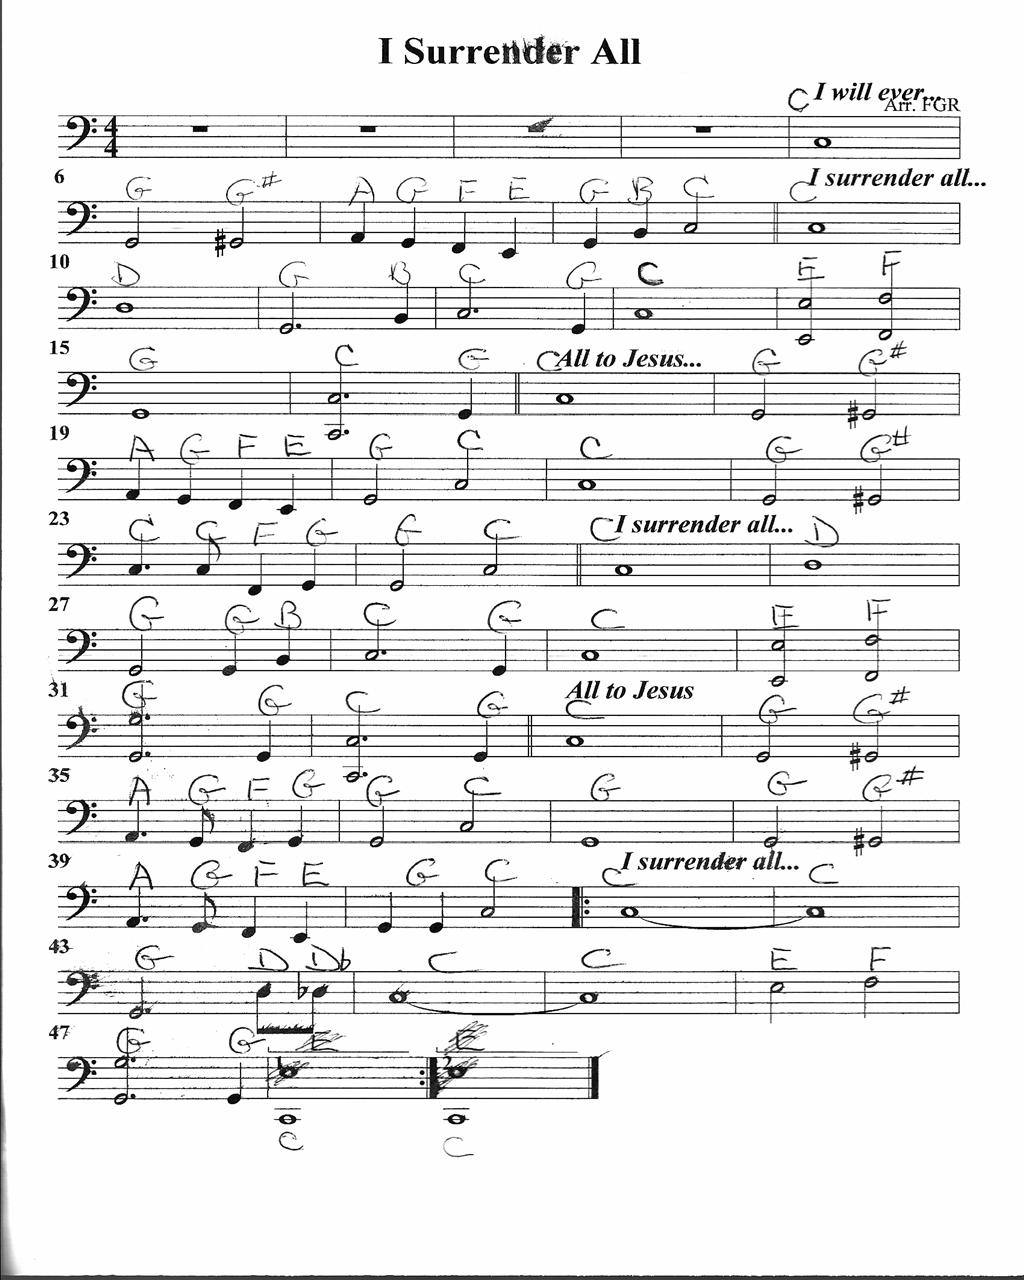 I Surrender All
I will ever...
C
Arr. FGR
4
4
6
I surrender all...
G G# A G F E G B C C
10
D G B C G C E F
15
All to Jesus...
G C G C G G#
19
A G F E G C C G G#
23
I surrender all...
C C F G G C C D
27
G G B C G C E F
31
All to Jesus
G G C G C G G#
35
A G F G G C G G G#
39
I surrender all...
A G F E G C C C
43
G D Db C C E F
47
G G E E
C C